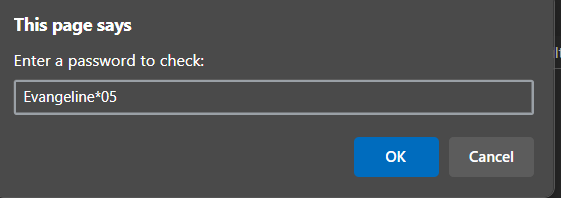 This page says
Enter a password to check:
Evangeline*05
OK
Cancel